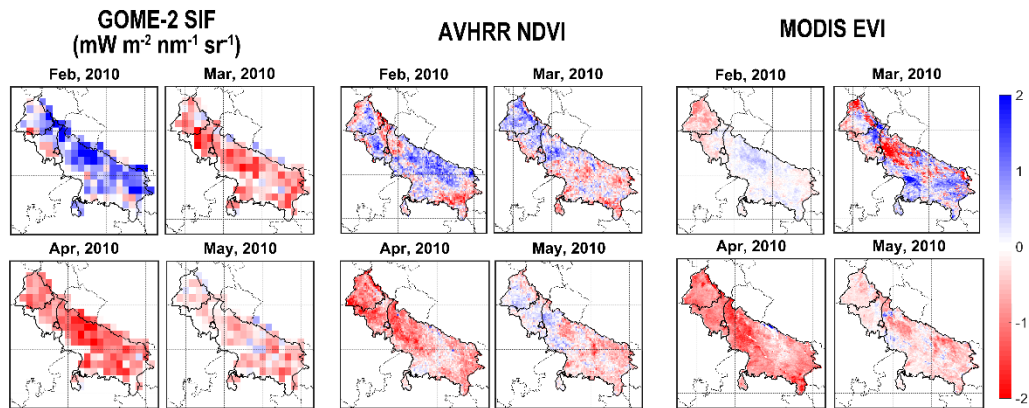 GOME-2 SIF
(mW m⁻² nm⁻¹ sr⁻¹)
AVHRR NDVI
MODIS EVI
Feb, 2010
Mar, 2010
Feb, 2010
Mar, 2010
Feb, 2010
Mar, 2010
Apr, 2010
May, 2010
Apr, 2010
May, 2010
Apr, 2010
May, 2010
2
1
0
-1
-2